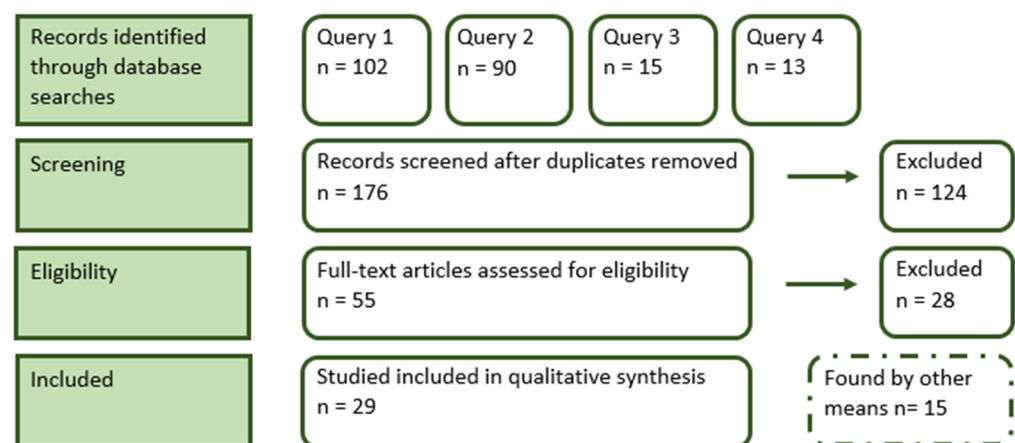 Records identified
through database
searches
Query 1
n = 102
Query 2
n = 90
Query 3
n = 15
Query 4
n = 13
Screening
Records screened after duplicates removed
n = 176
Excluded
n = 124
Eligibility
Full-text articles assessed for eligibility
n = 55
Excluded
n = 28
Included
Studied included in qualitative synthesis
n = 29
Found by other
means n= 15